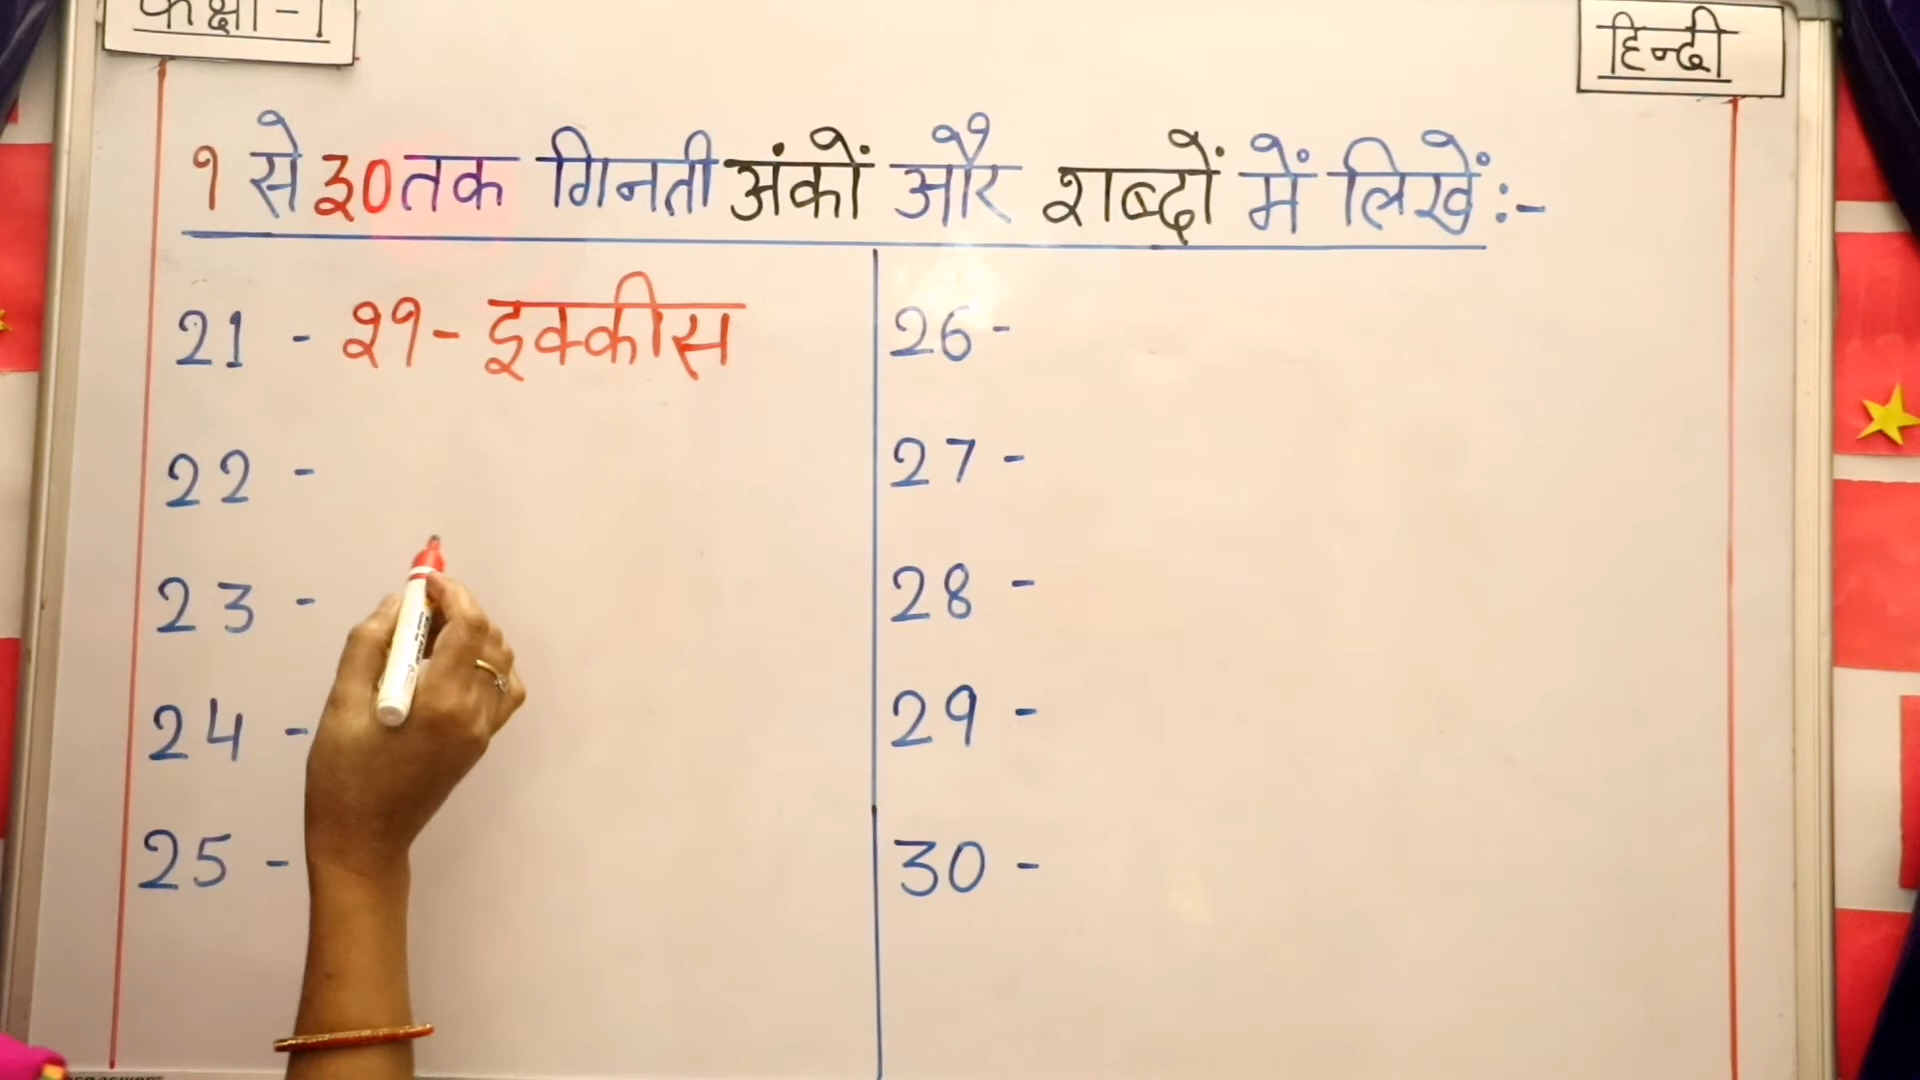 कक्षा-1
हिन्दी
१ से ३० तक गिनती अंकों और शब्दों में लिखें:-
21 - २१- इक्कीस
22 -
23 -
24 -
25 -
26 -
27 -
28 -
29 -
30 -